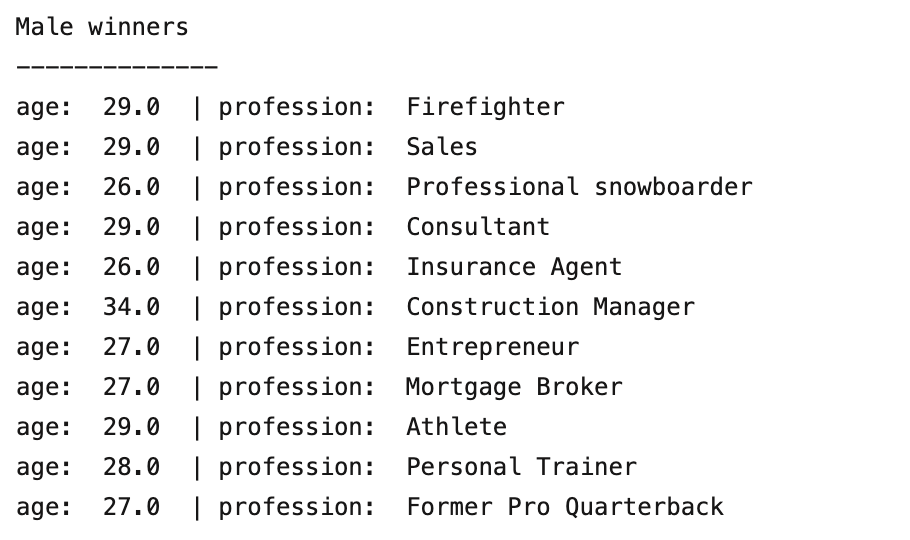 Male winners
--------------
age:  29.0  | profession:  Firefighter
age:  29.0  | profession:  Sales
age:  26.0  | profession:  Professional snowboarder
age:  29.0  | profession:  Consultant
age:  26.0  | profession:  Insurance Agent
age:  34.0  | profession:  Construction Manager
age:  27.0  | profession:  Entrepreneur
age:  27.0  | profession:  Mortgage Broker
age:  29.0  | profession:  Athlete
age:  28.0  | profession:  Personal Trainer
age:  27.0  | profession:  Former Pro Quarterback